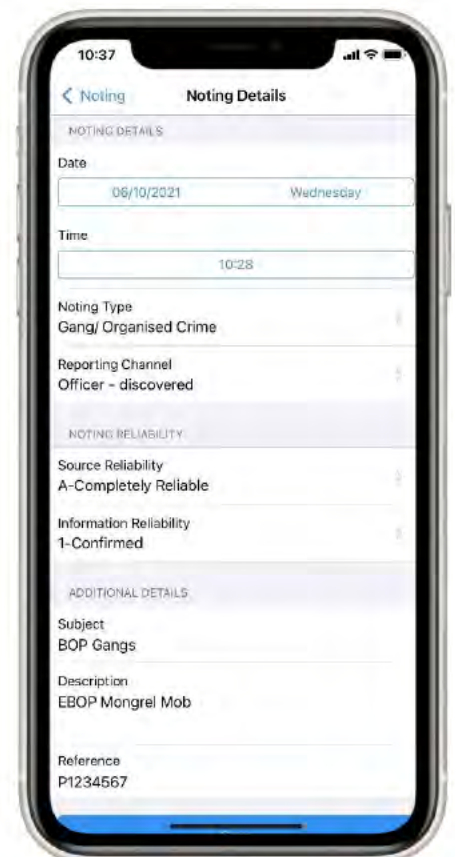 10:37
Noting
Noting Details
NOTING DETAILS
Date
06/10/2021 Wednesday
Time
10:28
Noting Type
Gang/ Organised Crime
Reporting Channel
Officer - discovered
NOTING RELIABILITY
Source Reliability
A-Completely Reliable
Information Reliability
1-Confirmed
ADDITIONAL DETAILS
Subject
BOP Gangs
Description
EBOP Mongrel Mob
Reference
P1234567